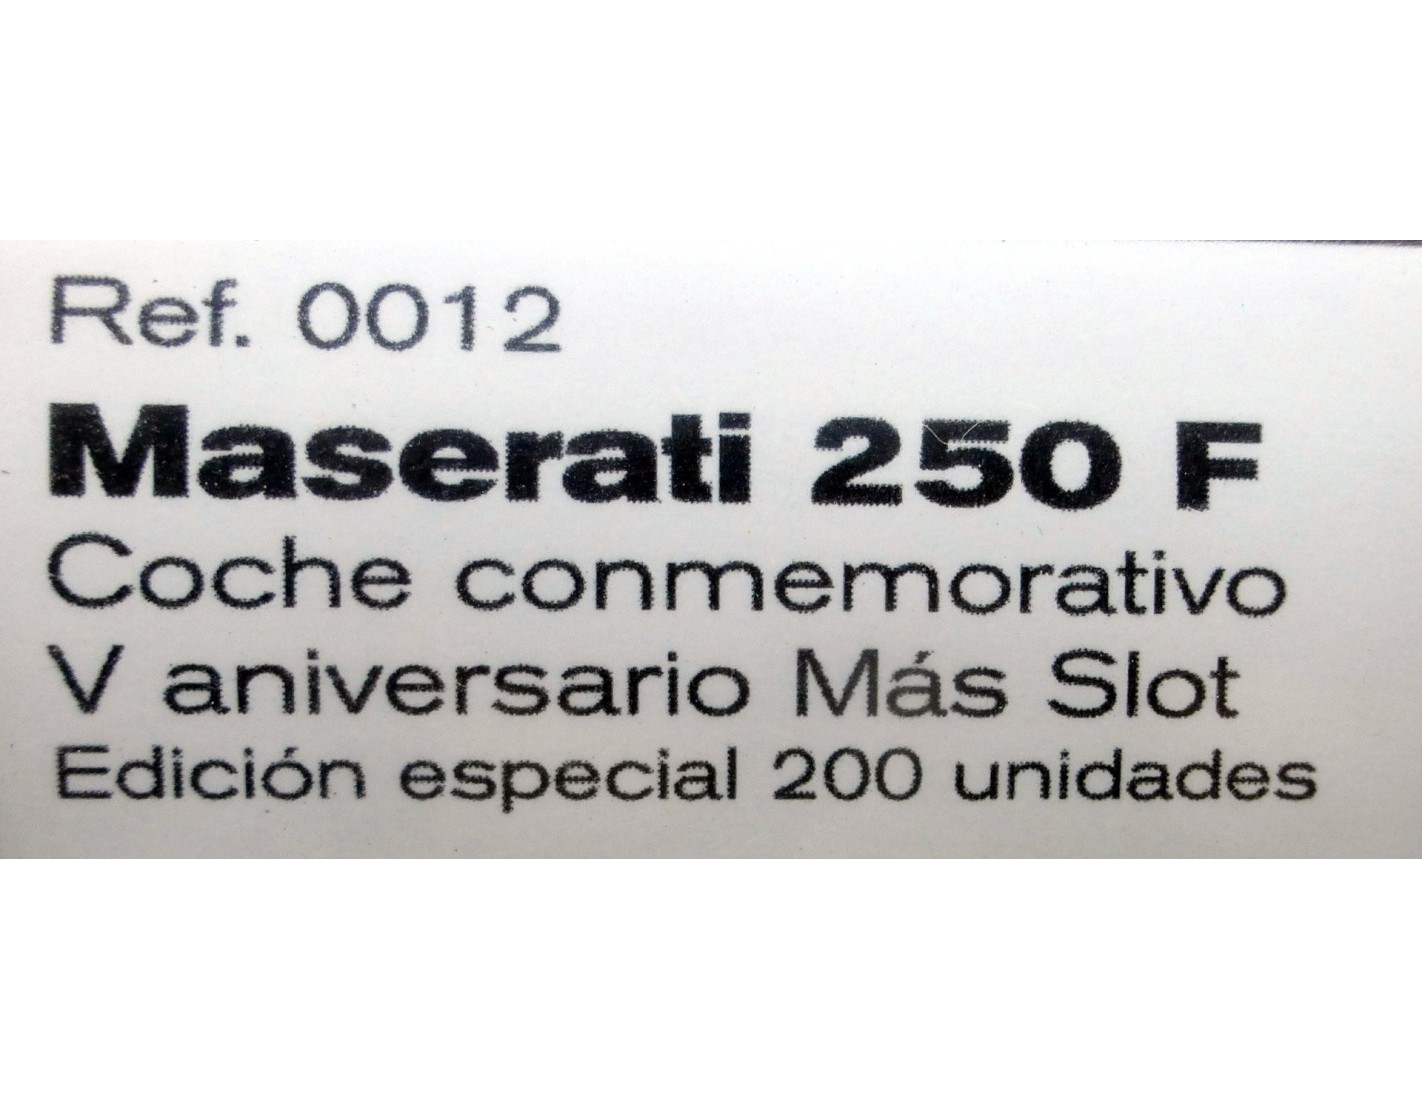 Ref. 0012
Maserati 250 F
Coche conmemorativo
V aniversario Más Slot
Edición especial 200 unidades